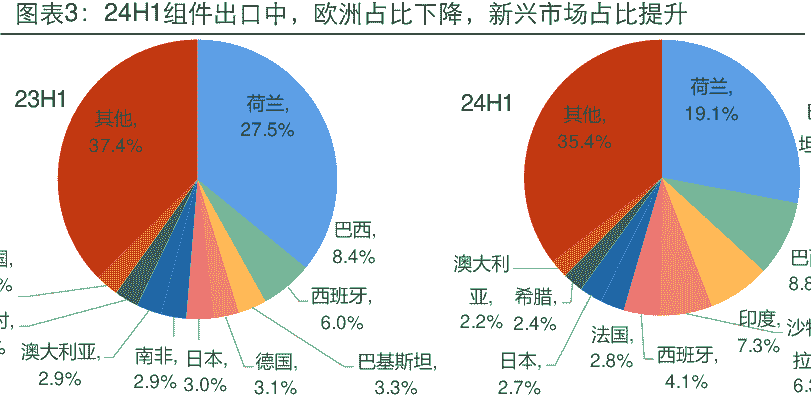 图表3：24H1组件出口中，欧洲占比下降，新兴市场占比提升
23H1
其他,
37.4%
荷兰,
27.5%
巴西,
8.4%
西班牙,
6.0%
巴基斯坦,
3.3%
德国,
3.1%
日本,
3.0%
南非,
2.9%
澳大利亚,
2.9%
24H1
其他,
35.4%
荷兰,
19.1%
印度,
7.3%
西班牙,
4.1%
法国,
2.8%
日本,
2.7%
希腊,
2.4%
澳大利
亚,
2.2%